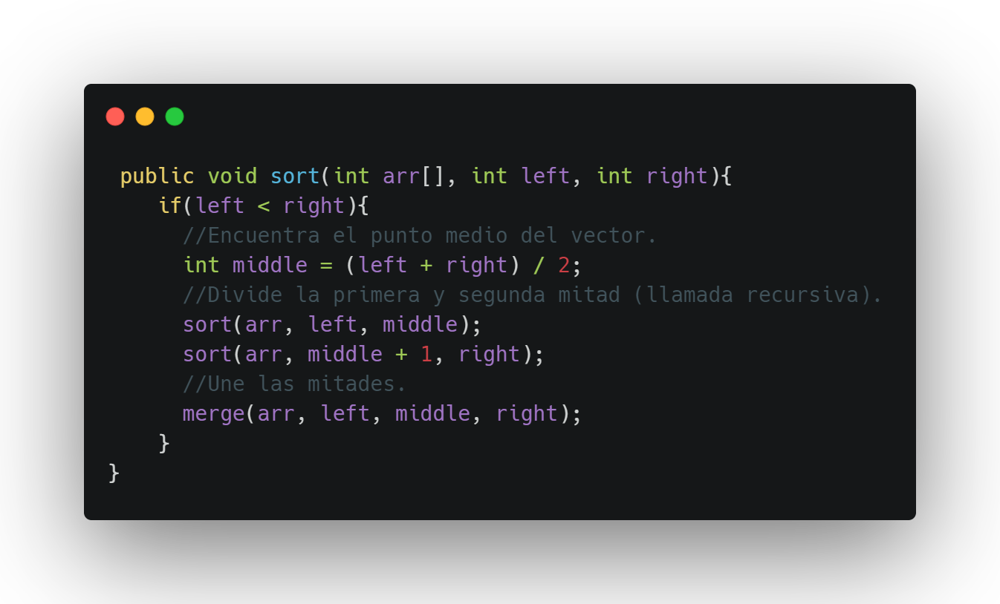 public void sort(int arr[], int left, int right){
if(left < right){
//Encuentra el punto medio del vector.
int middle = (left + right) / 2;
//Divide la primera y segunda mitad (llamada recursiva).
sort(arr, left, middle);
sort(arr, middle + 1, right);
//Une las mitades.
merge(arr, left, middle, right);
}
}